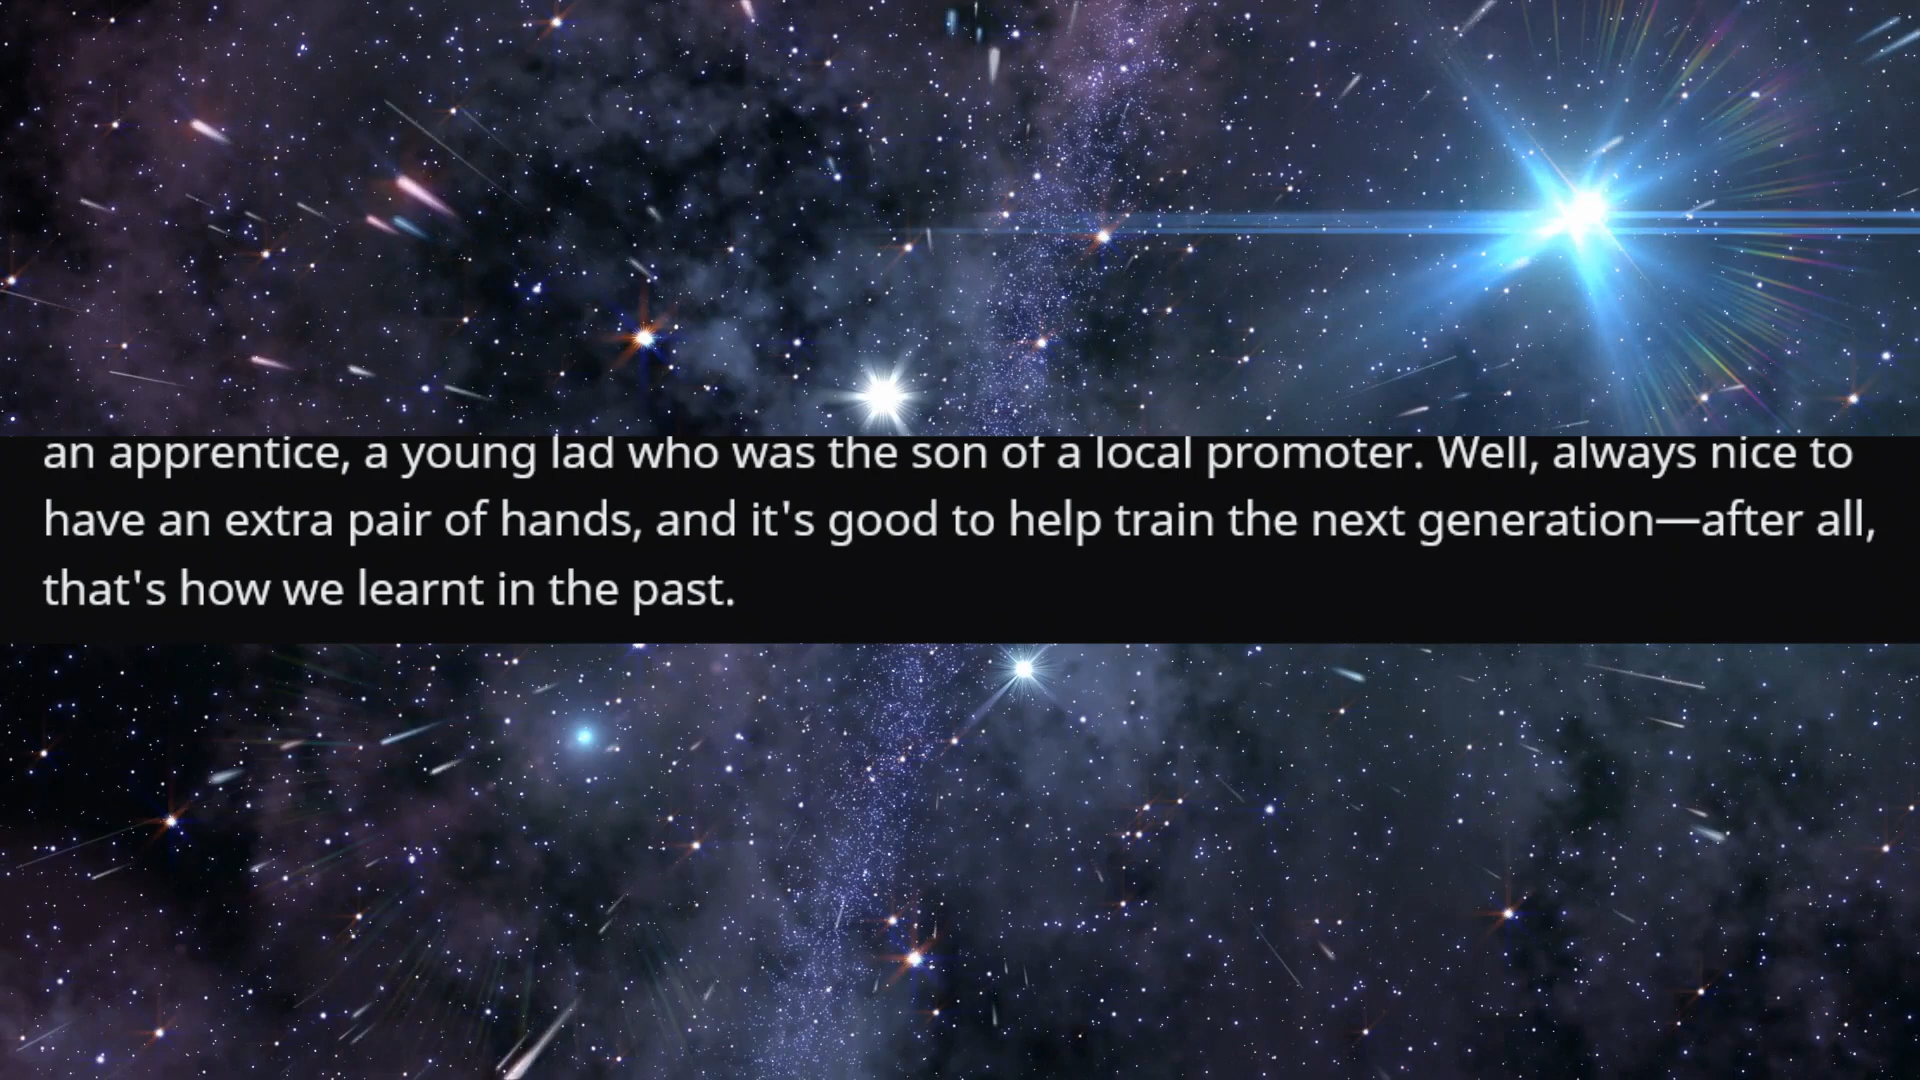 an apprentice, a young lad who was the son of a local promoter. Well, always nice to
have an extra pair of hands, and it's good to help train the next generation—after all,
that's how we learnt in the past.